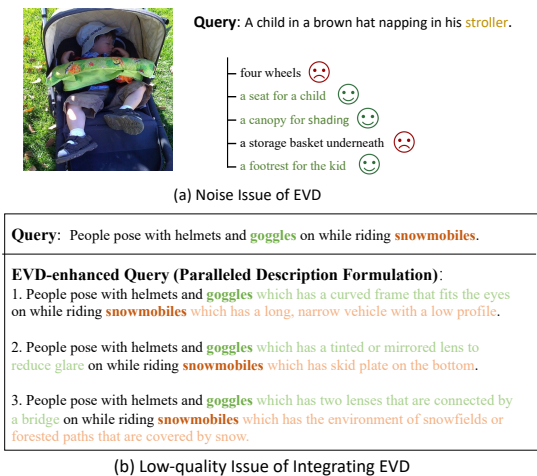 Query: A child in a brown hat napping in his stroller.
four wheels
a seat for a child
a canopy for shading
a storage basket underneath
a footrest for the kid
(a) Noise Issue of EVD
Query: People pose with helmets and goggles on while riding snowmobiles.
EVD-enhanced Query (Paralleled Description Formulation):
1. People pose with helmets and goggles which has a curved frame that fits the eyes
on while riding snowmobiles which has a long, narrow vehicle with a low profile.
2. People pose with helmets and goggles which has a tinted or mirrored lens to
reduce glare on while riding snowmobiles which has skid plate on the bottom.
3. People pose with helmets and goggles which has two lenses that are connected by
a bridge on while riding snowmobiles which has the environment of snowfields or
forested paths that are covered by snow.
(b) Low-quality Issue of Integrating EVD